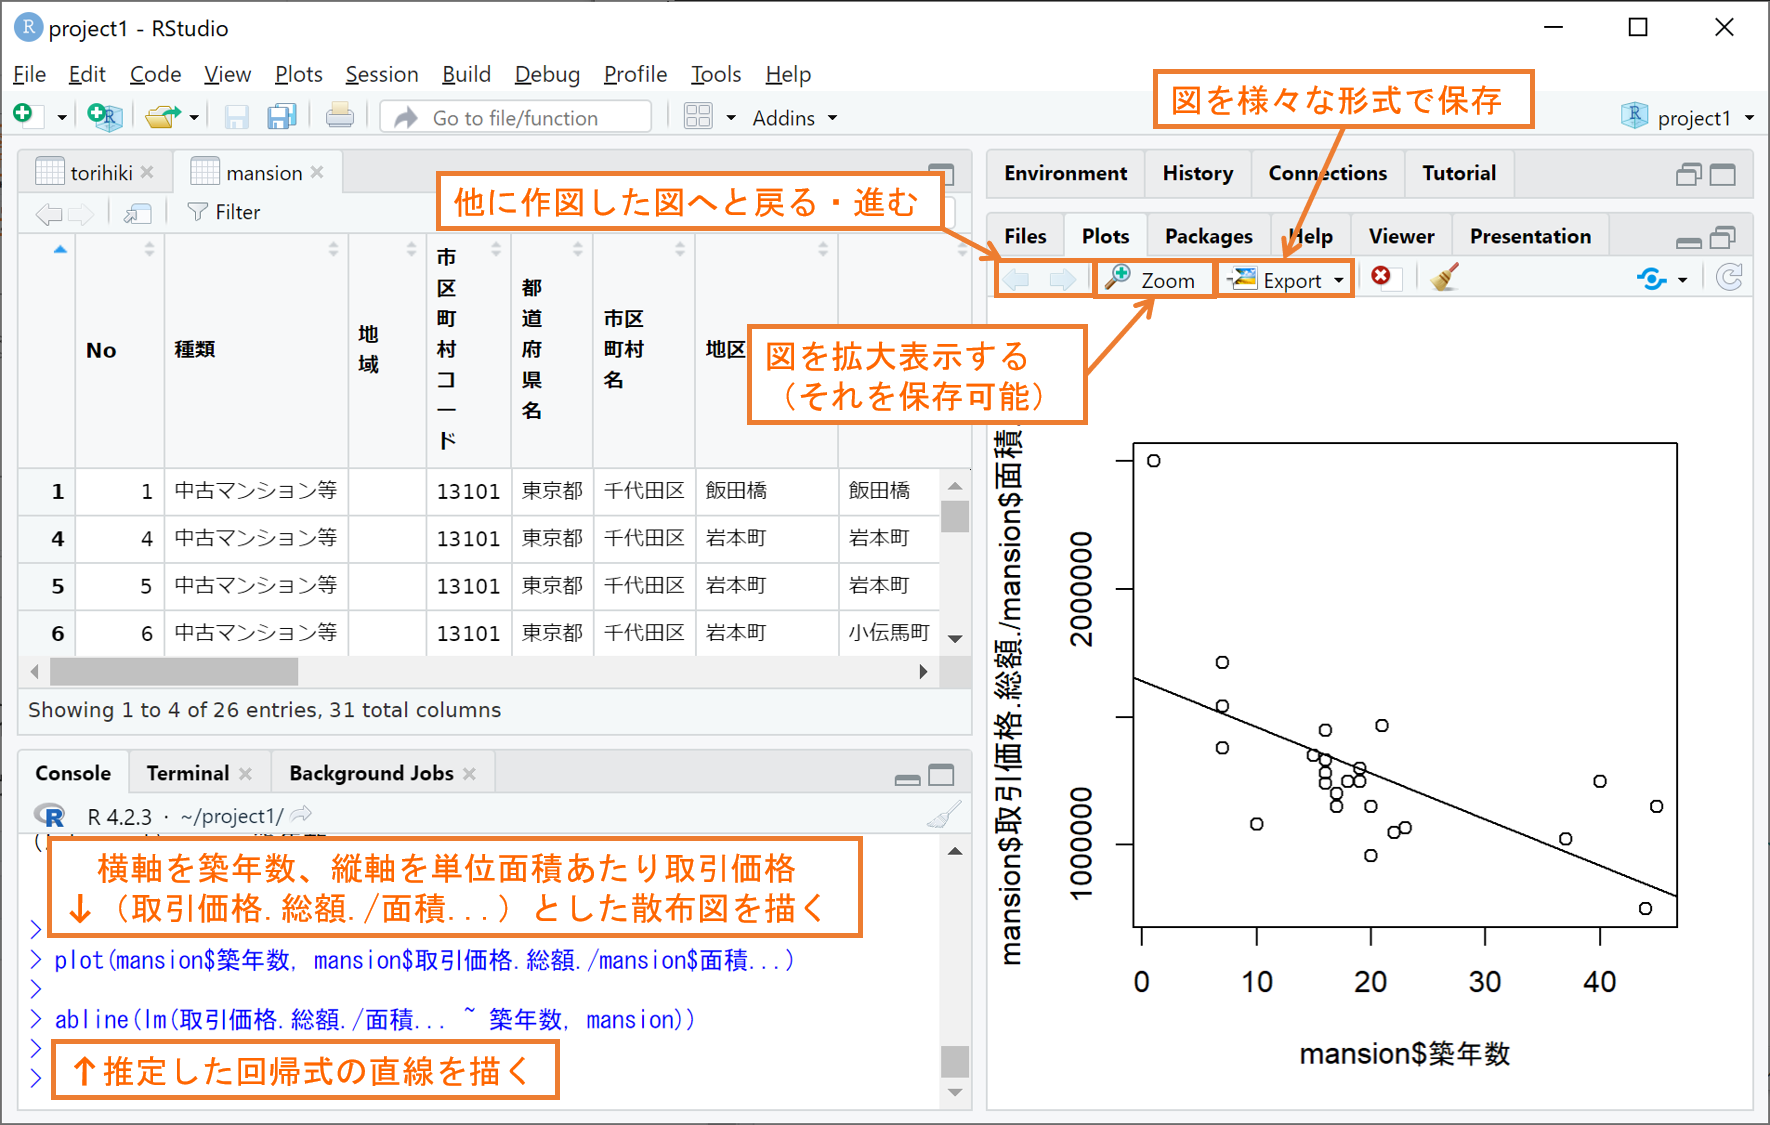 project1 - RStudio
File Edit Code View Plots Session Build Debug Profile Tools Help
Go to file/function
Addins
project1
図を様々な形式で保存
torihiki
mansion
Filter
他に作図した図へと戻る・進む
No
種類
地域
市区町村コード
都道府県名
市区町村名
地区
1 1 中古マンション等 13101 東京都 千代田区 飯田橋 飯田橋
4 4 中古マンション等 13101 東京都 千代田区 岩本町 岩本町
5 5 中古マンション等 13101 東京都 千代田区 岩本町 岩本町
6 6 中古マンション等 13101 東京都 千代田区 岩本町 小伝馬町
Showing 1 to 4 of 26 entries, 31 total columns
Console Terminal Background Jobs
R 4.2.3 · ~/project1/
横軸を築年数、縦軸を単位面積あたり取引価格
↓（取引価格.総額./面積...）とした散布図を描く
>
> plot(mansion$築年数, mansion$取引価格.総額./mansion$面積...)
>
> abline(lm(取引価格.総額./面積... ~ 築年数, mansion))
>
>
↑推定した回帰式の直線を描く
Environment History Connections Tutorial
Files Plots Packages Help Viewer Presentation
Zoom
Export
図を拡大表示する
（それを保存可能）
mansion$取引価格.総額./mansion$面積.
2000000
1000000
0 10 20 30 40
mansion$築年数